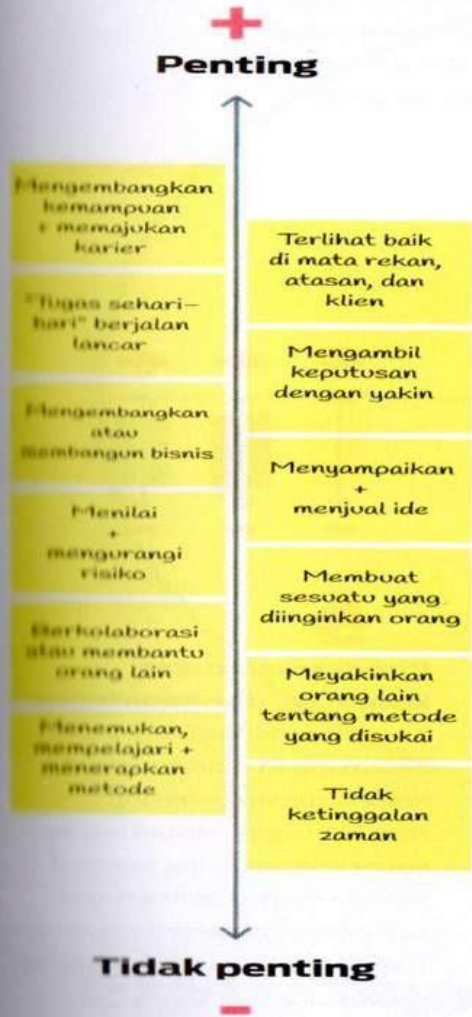 +
Penting
Mengembangkan
kemampuan
+ memajukan
karier
"Tugas sehari-
hari" berjalan
lancar
Mengembangkan
atau
membangun bisnis
Menilai
+
mengurangi
risiko
Berkolaborasi
atau membantu
orang lain
Menemukan,
mempelajari +
menerapkan
metode
Terlihat baik
di mata rekan,
atasan, dan
klien
Mengambil
keputusan
dengan yakin
Menyampaikan
+
menjual ide
Membuat
sesuatu yang
diinginkan orang
Meyakinkan
orang lain
tentang metode
yang disukai
Tidak
ketinggalan
zaman
Tidak penting
-